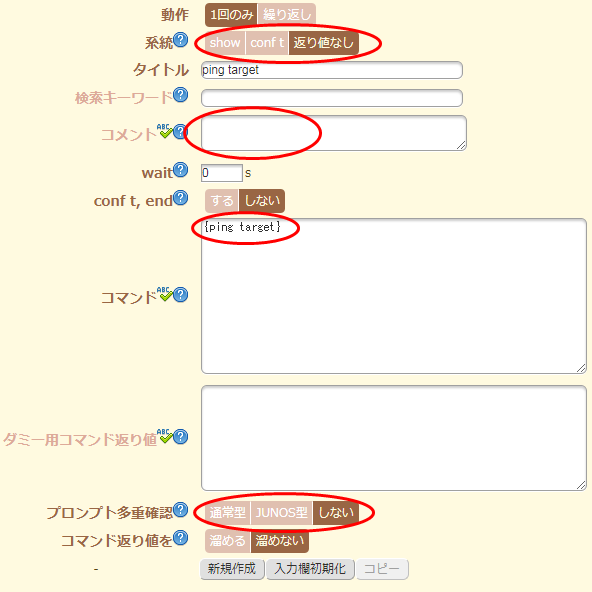 動作 1回のみ 繰り返し
系統 show conf t 返り値なし
タイトル ping target
検索キーワード
コメント ABC
wait 0 s
conf t, end する しない
{ping target}
コマンド ABC
ダミー用コマンド返り値 ABC
プロンプト多重確認 通常型 JUNOS型 しない
コマンド返り値を 溜める 溜めない
- 新規作成 入力欄初期化 コピー